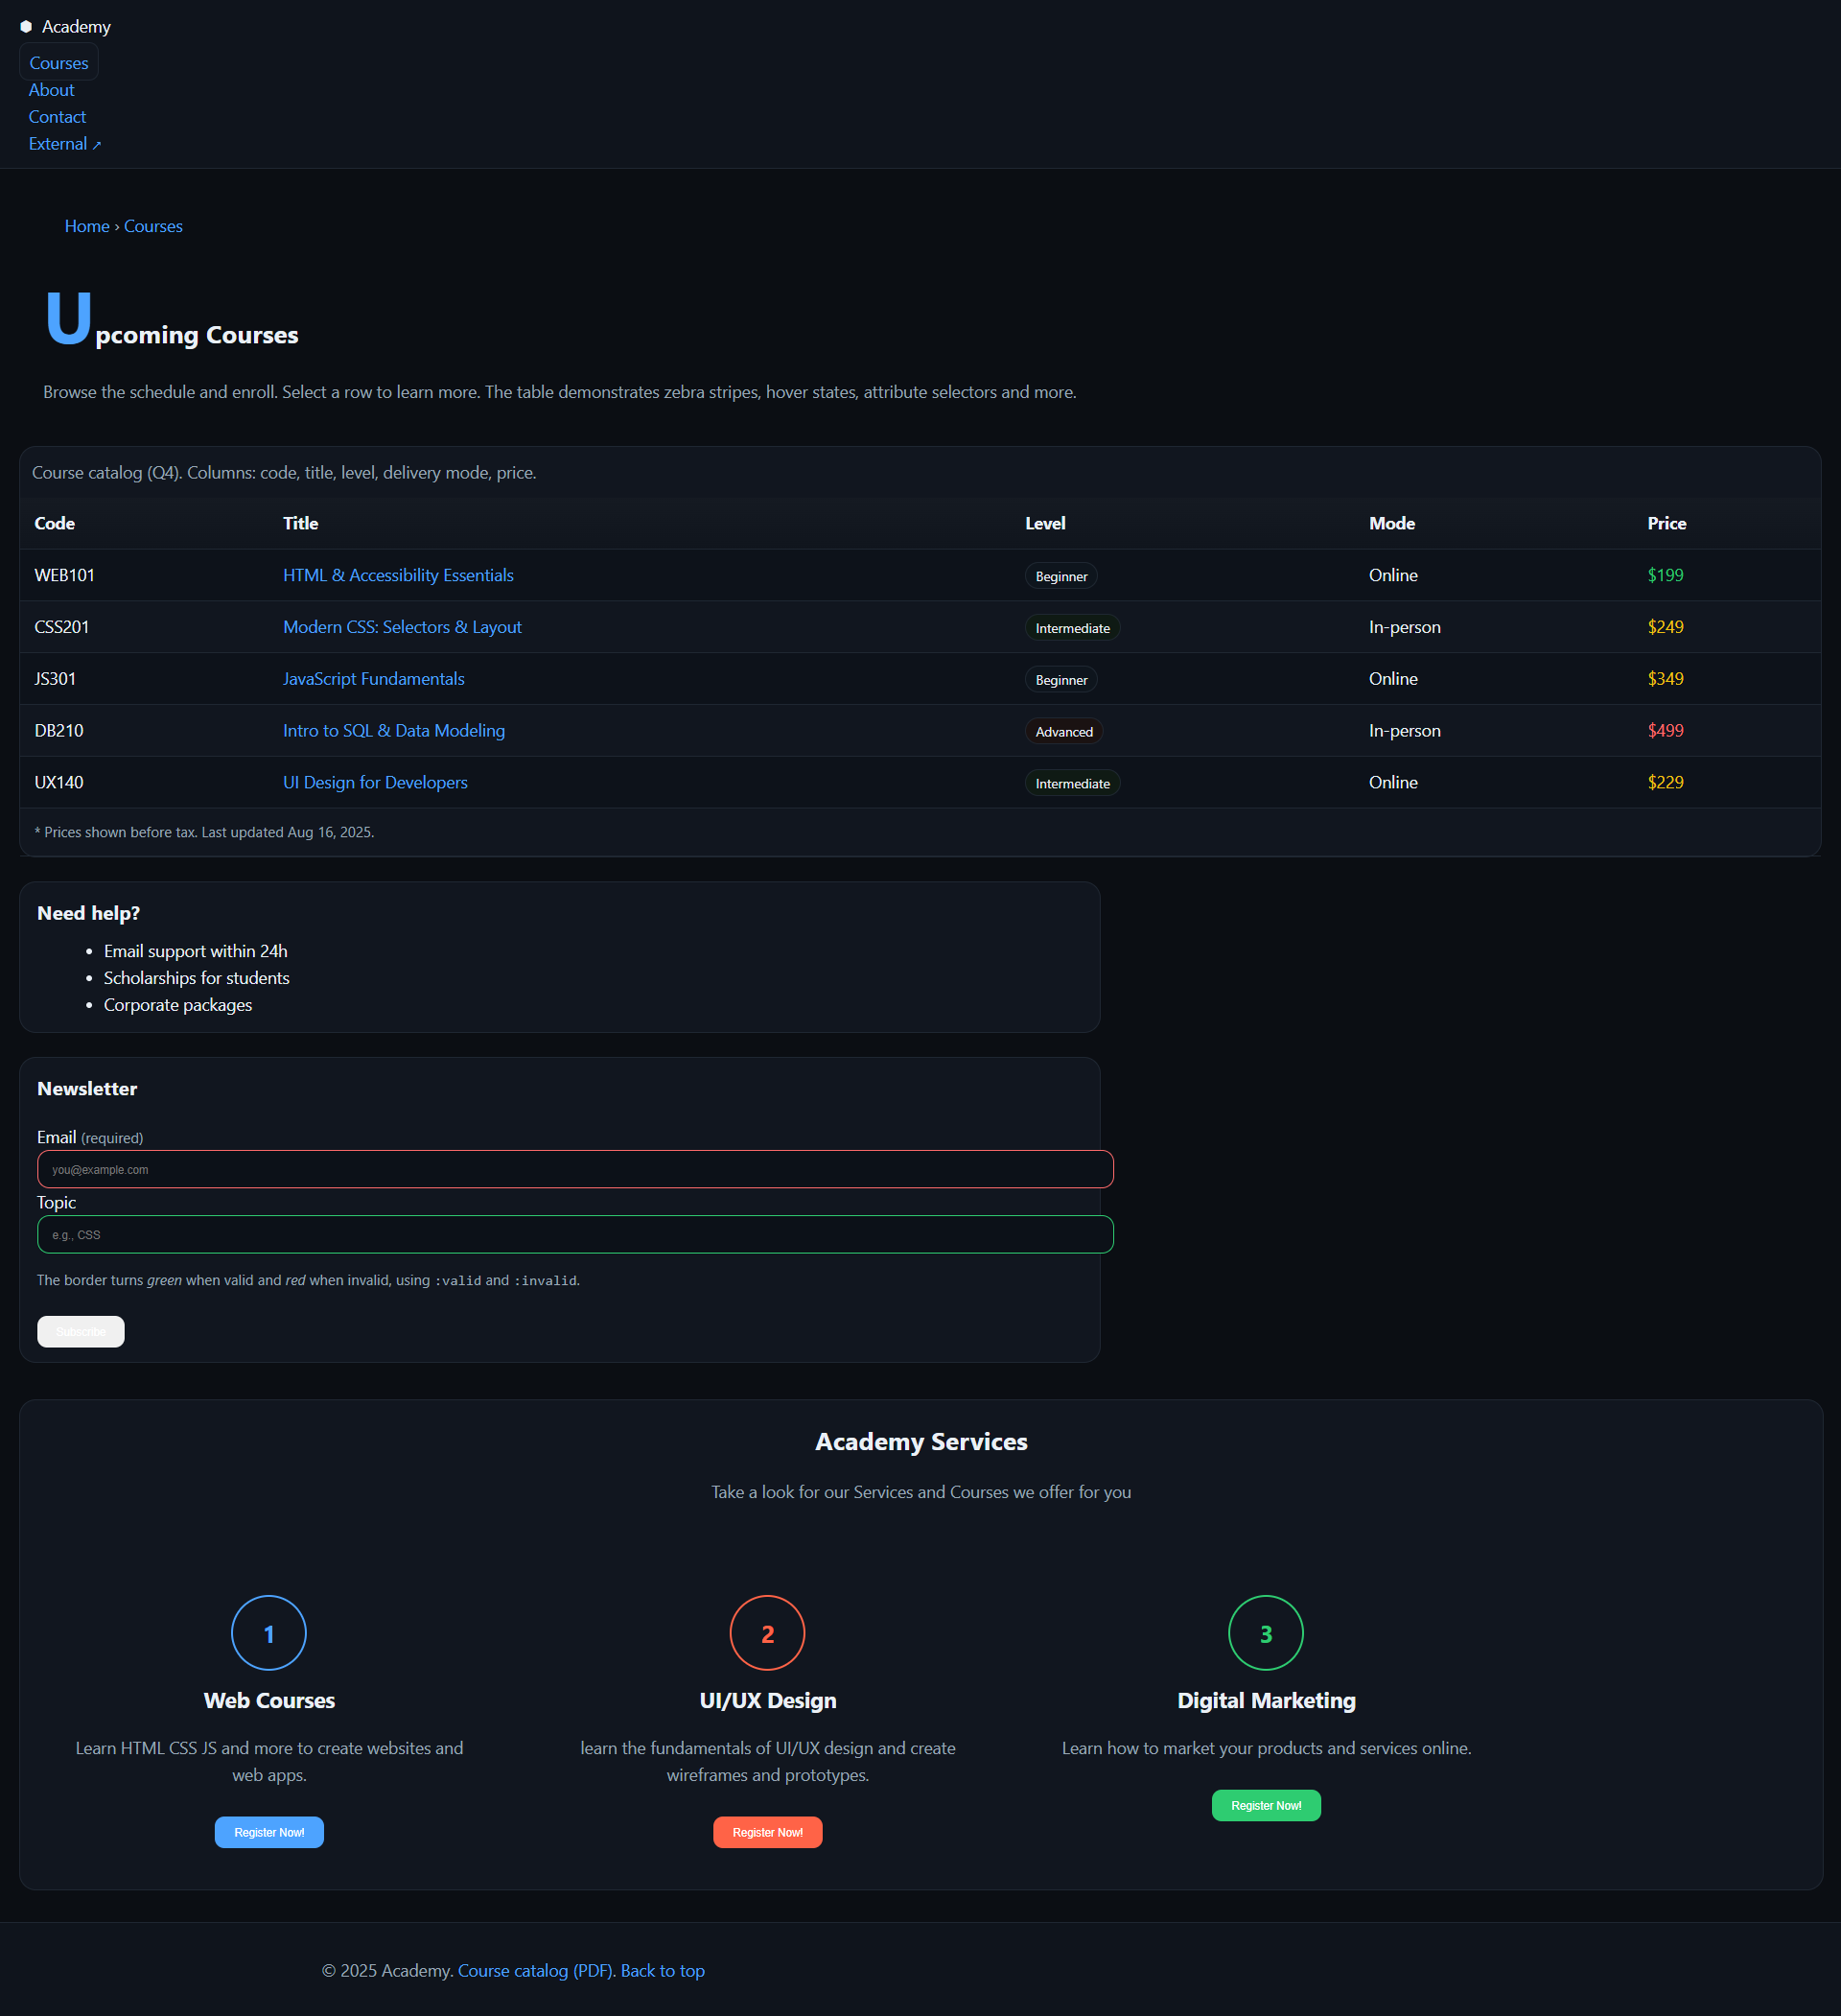 Academy
Courses
About
Contact
External ↗
Home › Courses
Upcoming Courses
Browse the schedule and enroll. Select a row to learn more. The table demonstrates zebra stripes, hover states, attribute selectors and more.
Course catalog (Q4). Columns: code, title, level, delivery mode, price.
Code Title Level Mode Price
WEB101 HTML & Accessibility Essentials Beginner Online $199
CSS201 Modern CSS: Selectors & Layout Intermediate In-person $249
JS301 JavaScript Fundamentals Beginner Online $349
DB210 Intro to SQL & Data Modeling Advanced In-person $499
UX140 UI Design for Developers Intermediate Online $229
* Prices shown before tax. Last updated Aug 16, 2025.
Need help?
• Email support within 24h
• Scholarships for students
• Corporate packages
Newsletter
Email (required)
you@example.com
Topic
e.g., CSS
The border turns green when valid and red when invalid, using :valid and :invalid.
Subscribe
Academy Services
Take a look for our Services and Courses we offer for you
1
Web Courses
Learn HTML CSS JS and more to create websites and
web apps.
Register Now!
2
UI/UX Design
learn the fundamentals of UI/UX design and create
wireframes and prototypes.
Register Now!
3
Digital Marketing
Learn how to market your products and services online.
Register Now!
© 2025 Academy. Course catalog (PDF). Back to top